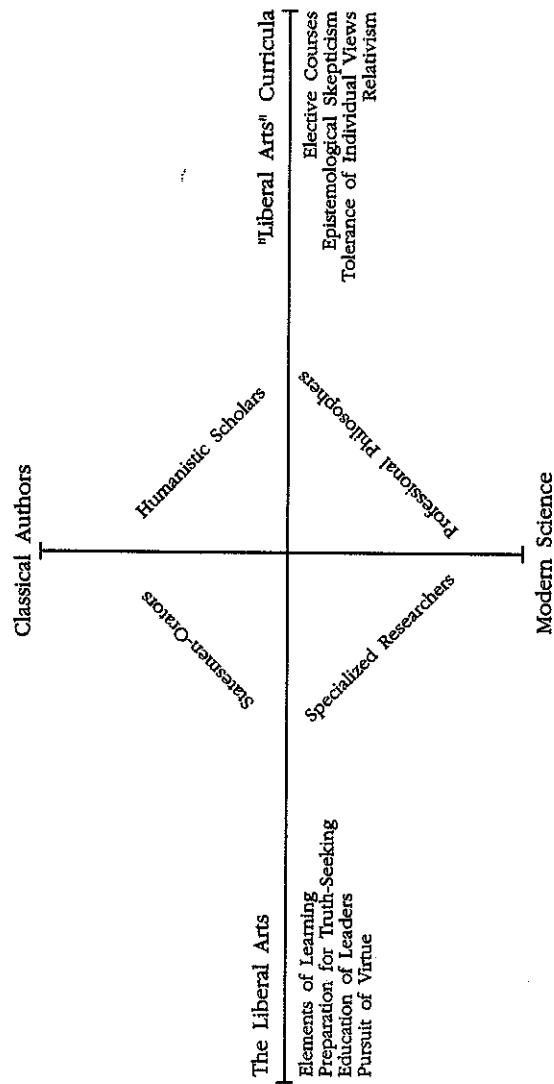 Classical Authors
The Liberal Arts
"Liberal Arts" Curricula
Statesmen-Orators
Humanistic Scholars
Elements of Learning
Preparation for Truth-Seeking
Education of Leaders
Pursuit of Virtue
Elective Courses
Epistemological Skepticism
Tolerance of Individual Views
Relativism
Specialized Researchers
Professional Philosophers
Modern Science